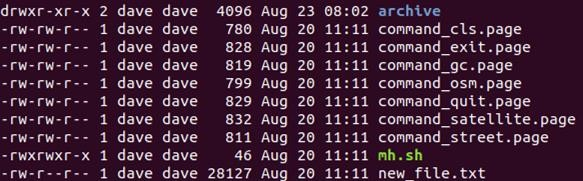 drwxr-xr-x 2 dave dave  4096 Aug 23 08:02 archive
-rw-rw-r-- 1 dave dave   780 Aug 20 11:11 command_cls.page
-rw-rw-r-- 1 dave dave   828 Aug 20 11:11 command_exit.page
-rw-rw-r-- 1 dave dave   819 Aug 20 11:11 command_gc.page
-rw-rw-r-- 1 dave dave   799 Aug 20 11:11 command_osm.page
-rw-rw-r-- 1 dave dave   829 Aug 20 11:11 command_quit.page
-rw-rw-r-- 1 dave dave   832 Aug 20 11:11 command_satellite.page
-rw-rw-r-- 1 dave dave   811 Aug 20 11:11 command_street.page
-rwxrwxr-x 1 dave dave    46 Aug 20 11:11 mh.sh
-rw-r--r-- 1 dave dave 28127 Aug 20 11:11 new_file.txt